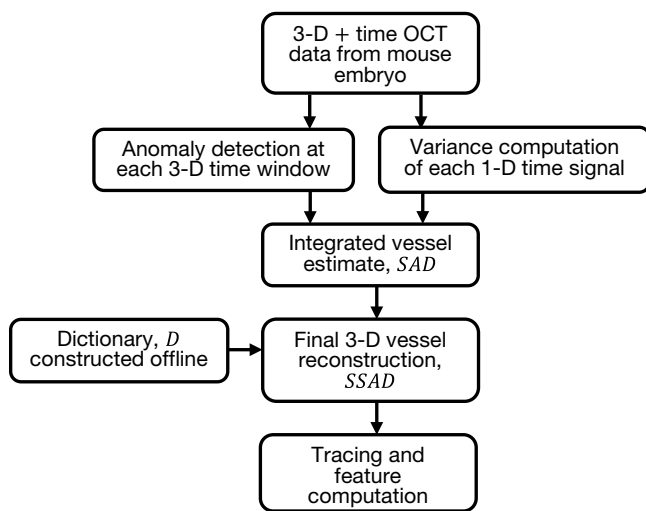 3-D + time OCT
data from mouse
embryo
Anomaly detection at
each 3-D time window
Variance computation
of each 1-D time signal
Integrated vessel
estimate, SAD
Dictionary, D
constructed offline
Final 3-D vessel
reconstruction,
SSAD
Tracing and
feature
computation